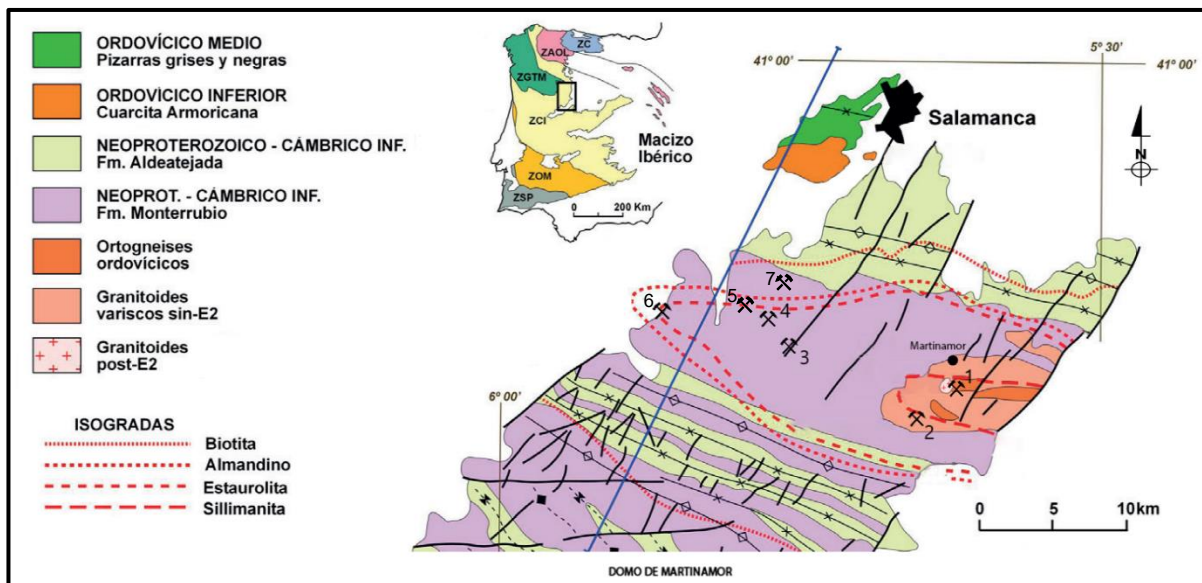 ORDOVÍCICO MEDIO
Pizarras grises y negras
ORDOVÍCICO INFERIOR
Cuarcita Armoricana
NEOPROTEROZOICO - CÁMBRICO INF.
Fm. Aldeatejada
NEOPROT. - CÁMBRICO INF.
Fm. Monterrubio
Ortogneises
ordovícicos
Granitoides
variscos sin-E2
Granitoides
post-E2
ISOGRADAS
Biotita
Almandino
Estaurolita
Sillimanita
ZAOL
ZC
ZGTM
ZCI
Macizo
Ibérico
ZOM
ZSP
0 200 Km
41º 00'
5º 30'
41º 00'
Salamanca
N
7
6
5
4
3
Martinamor
1
2
6º 00'
0 5 10km
DOMO DE MARTINAMOR